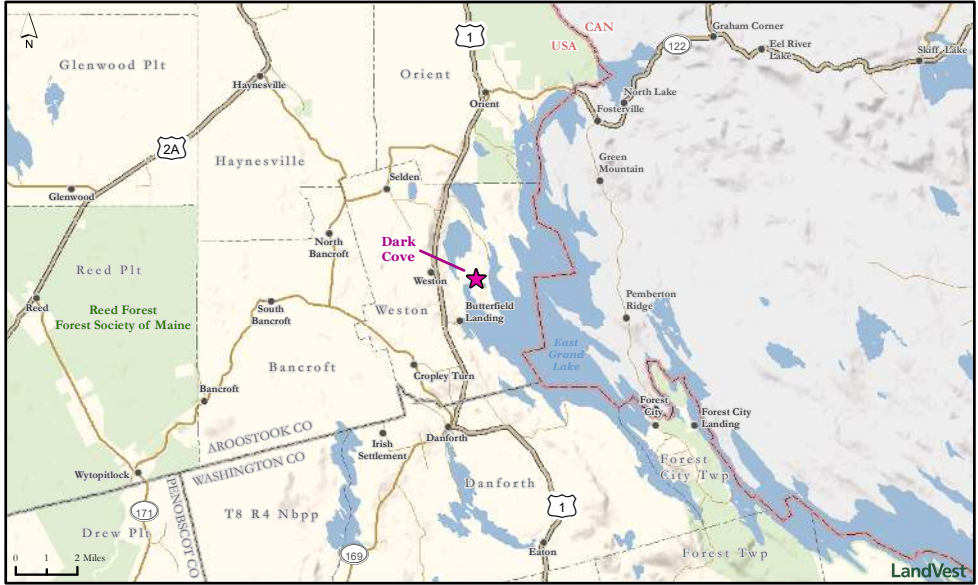 N
Glenwood Plt
Haynesville
2A
Haynesville
Orient
1
CAN
USA
122
Graham Corner
Eel River
Lake
Skiff Lake
Orient
North Lake
Fosterville
Green
Mountain
Glenwood
Selden
Reed Plt
North
Bancroft
Dark
Cove
Weston
Reed
Reed Forest
Forest Society of Maine
South
Bancroft
Weston
Butterfield
Landing
Pemberton
Ridge
East
Grand
Lake
Bancroft
Cropley Turn
Bancroft
Forest
City
Forest City
Landing
AROOSTOOK CO
WASHINGTON CO
Irish
Settlement
Danforth
Wytopitlock
PENOBSCOT CO
Danforth
Forest
City Twp
171
T8 R4 Nbpp
1
Drew Plt
169
Eaton
Forest Twp
0 1 2 Miles
LandVest